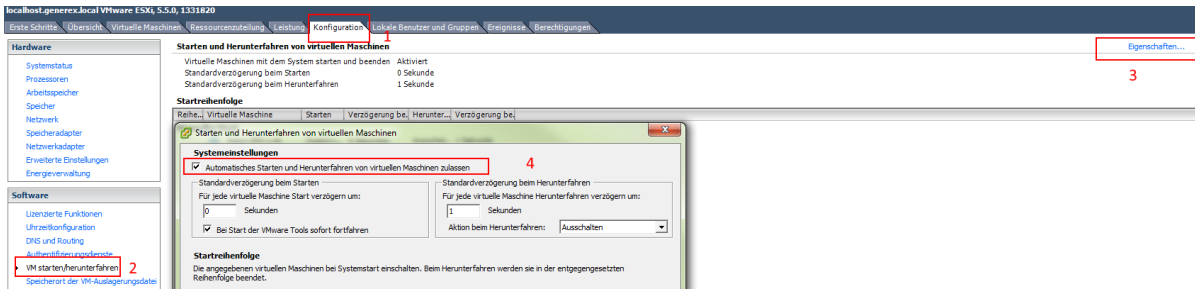 localhost.generex.local VMware ESXi, 5.5.0, 1331820
Erste Schritte Übersicht Virtuelle Maschinen Ressourcenzuteilung Leistung Konfiguration Lokale Benutzer und Gruppen Ereignisse Berechtigungen
1
Hardware
Systemstatus
Prozessoren
Arbeitsspeicher
Speicher
Netzwerk
Speicheradapter
Netzwerkadapter
Erweiterte Einstellungen
Energieverwaltung
Software
Lizenzierte Funktionen
Uhrzeitkonfiguration
DNS und Routing
Authentifizierungsdienste
VM starten/herunterfahren 2
Speicherort der VM-Auslagerungsdatei
Starten und Herunterfahren von virtuellen Maschinen
Eigenschaften...
3
Virtuelle Maschinen mit dem System starten und beenden Aktiviert
Standardverzögerung beim Starten 0 Sekunde
Standardverzögerung beim Herunterfahren 1 Sekunde
Startreihenfolge
Reihe... Virtuelle Maschine Starten Verzögerung be... Herunter... Verzögerung be...
Starten und Herunterfahren von virtuellen Maschinen
Systemeinstellungen
4
Automatisches Starten und Herunterfahren von virtuellen Maschinen zulassen
Standardverzögerung beim Starten
Für jede virtuelle Maschine Start verzögern um:
0 Sekunden
Bei Start der VMware Tools sofort fortfahren
Standardverzögerung beim Herunterfahren
Für jede virtuelle Maschine Herunterfahren verzögern um:
1 Sekunden
Aktion beim Herunterfahren: Ausschalten
Startreihenfolge
Die angegebenen virtuellen Maschinen bei Systemstart einschalten. Beim Herunterfahren werden sie in der entgegengesetzten
Reihenfolge beendet.